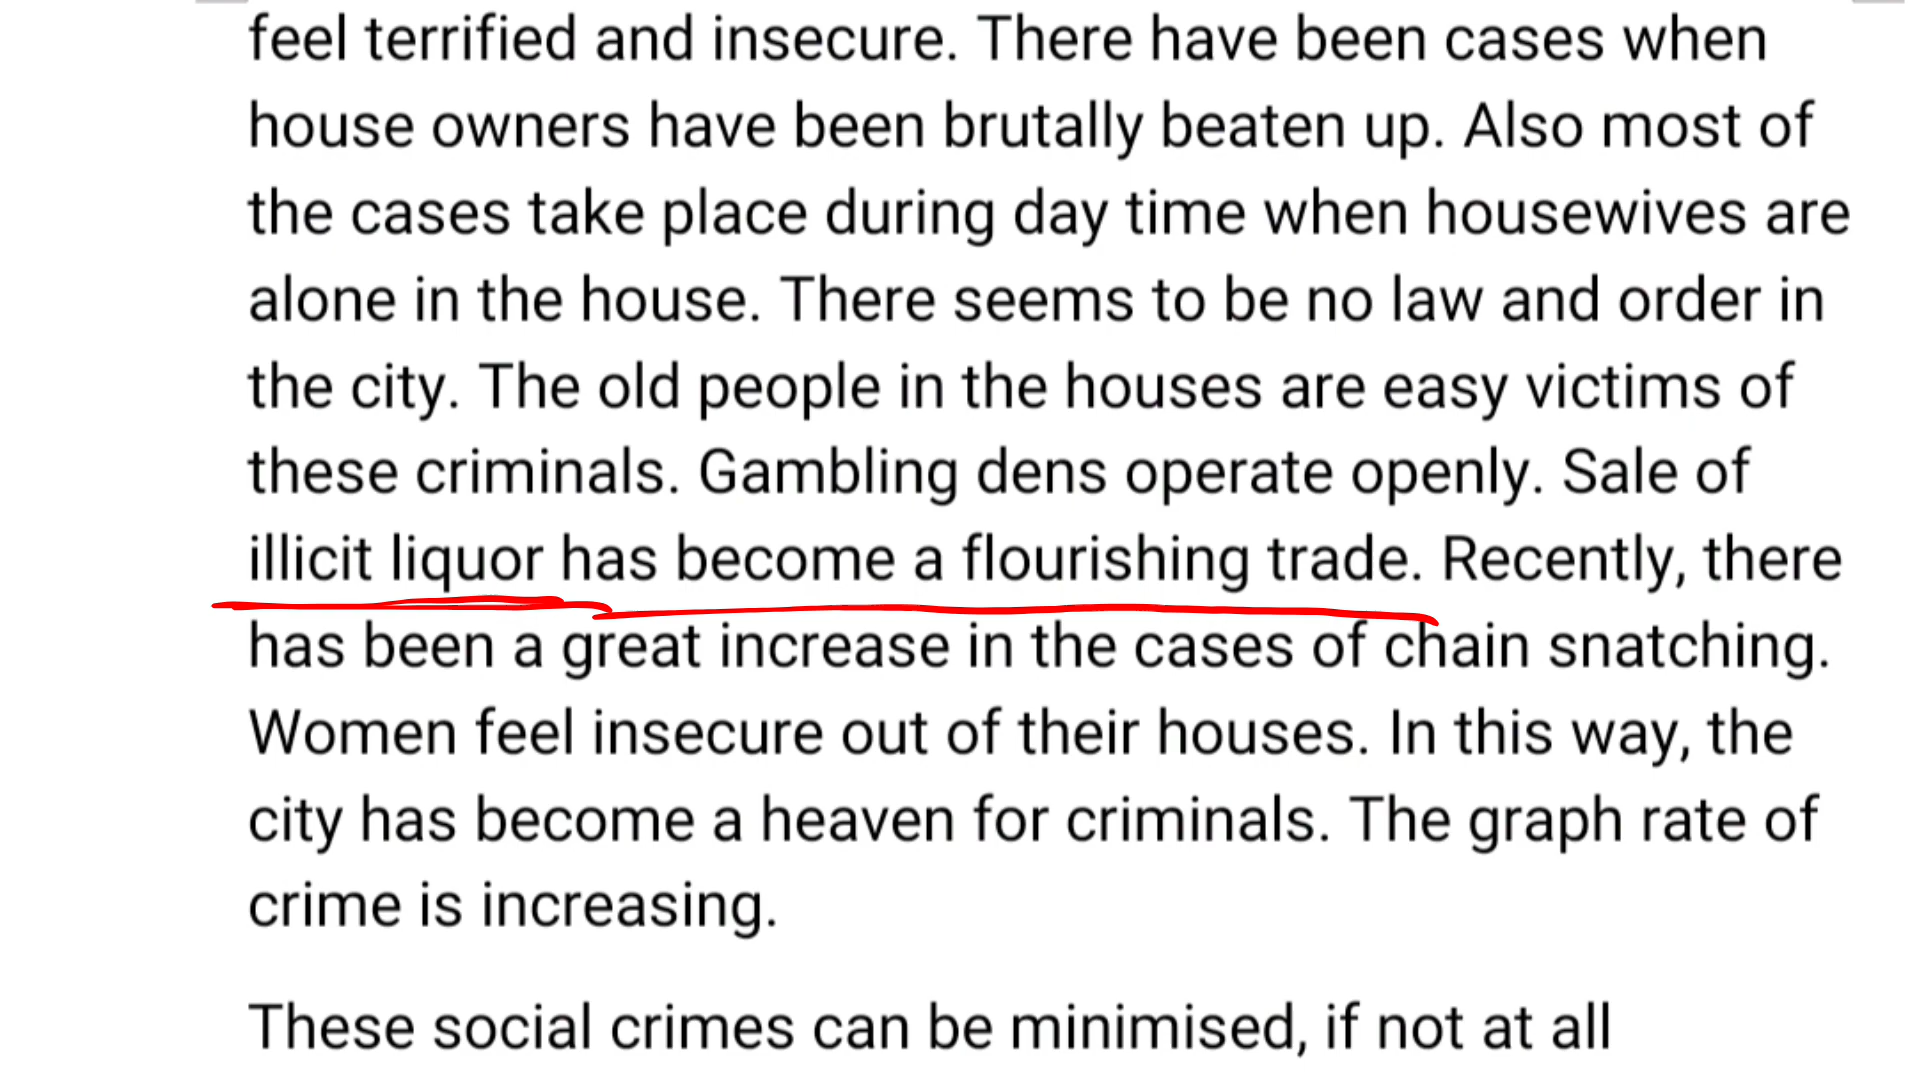 feel terrified and insecure. There have been cases when
house owners have been brutally beaten up. Also most of
the cases take place during day time when housewives are
alone in the house. There seems to be no law and order in
the city. The old people in the houses are easy victims of
these criminals. Gambling dens operate openly. Sale of
illicit liquor has become a flourishing trade. Recently, there
has been a great increase in the cases of chain snatching.
Women feel insecure out of their houses. In this way, the
city has become a heaven for criminals. The graph rate of
crime is increasing.
These social crimes can be minimised, if not at all